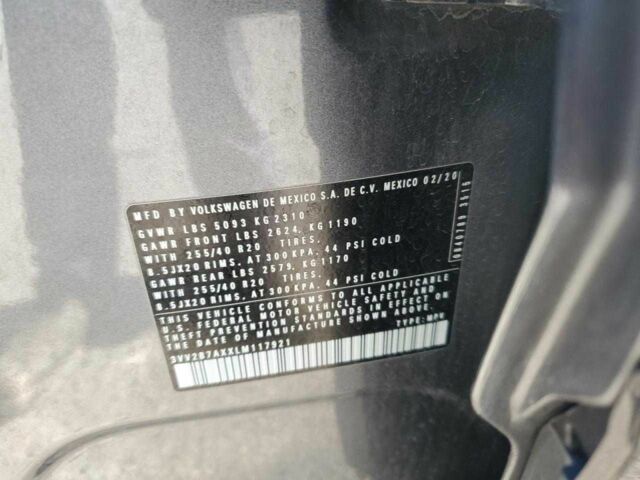 MFD BY VOLKSWAGEN DE MEXICO S.A. DE C.V. MEXICO 02/20
GVWR LBS 5093 KG 2310
GAWR FRONT LBS 2624, KG 1190
WITH 255/40 R20 TIRES.
8.5JX20 RIMS, AT 300 KPA, 44 PSI COLD
GAWR REAR LBS 2579, KG 1170
WITH 255/40 R20 TIRES.
8.5JX20 RIMS, AT 300 KPA, 44 PSI COLD
THIS VEHICLE CONFORMS TO ALL APPLICABLE
U.S. FEDERAL MOTOR VEHICLE SAFETY AND
THEFT PREVENTION STANDARDS IN EFFECT ON
THE DATE OF MANUFACTURE
3VV2B7AXXLM117921 TYPE: MPV